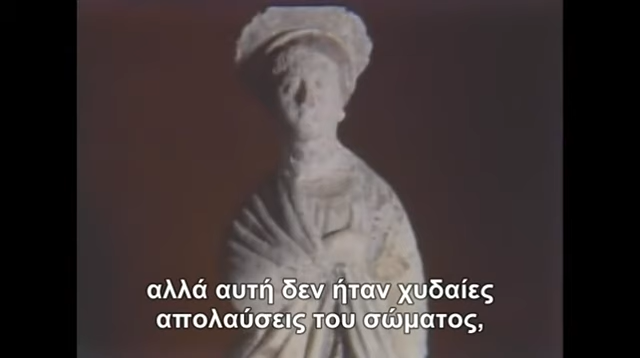 αλλά αυτή δεν ήταν χυδαίες
απολαύσεις του σώματος,